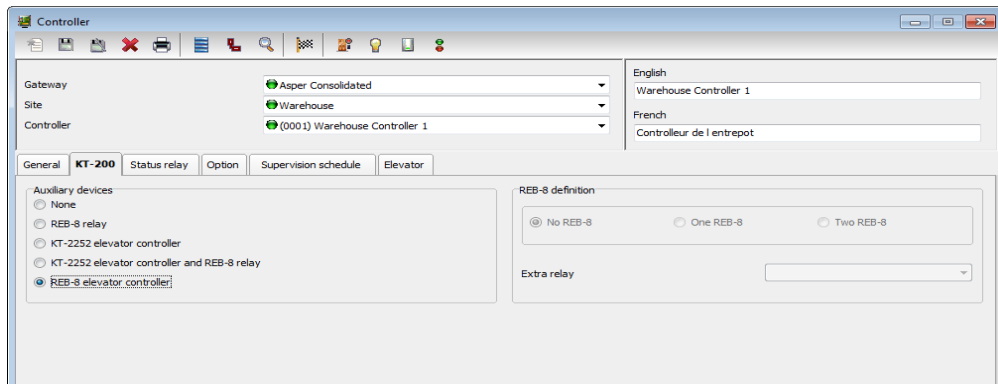 Controller
Gateway
Asper Consolidated
Site
Warehouse
Controller
(0001) Warehouse Controller 1
English
Warehouse Controller 1
French
Controlleur de l entrepot
General KT-200 Status relay Option Supervision schedule Elevator
Auxiliary devices
None
REB-8 relay
KT-2252 elevator controller
KT-2252 elevator controller and REB-8 relay
REB-8 elevator controller
REB-8 definition
No REB-8 One REB-8 Two REB-8
Extra relay